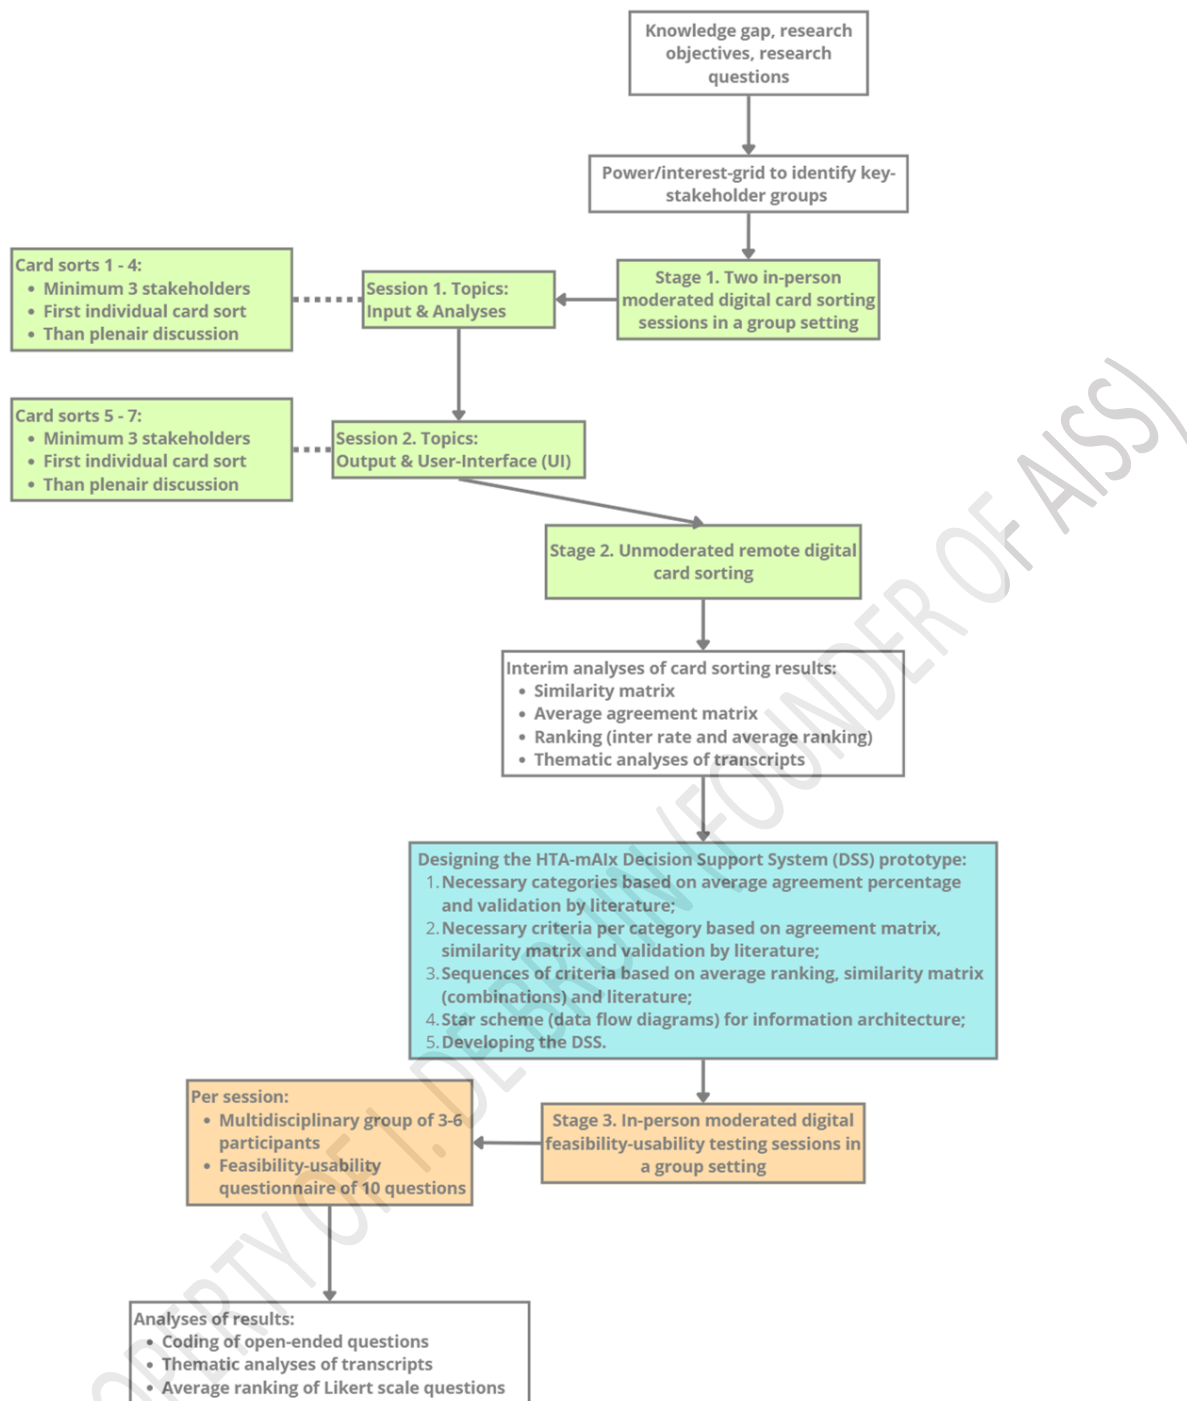 Knowledge gap, research
objectives, research
questions
Power/interest-grid to identify key-
stakeholder groups
Stage 1. Two in-person
moderated digital card sorting
sessions in a group setting
Session 1. Topics:
Input & Analyses
Card sorts 1 - 4:
• Minimum 3 stakeholders
• First individual card sort
• Than plenair discussion
Card sorts 5 - 7:
• Minimum 3 stakeholders
• First individual card sort
• Than plenair discussion
Session 2. Topics:
Output & User-Interface (UI)
Stage 2. Unmoderated remote digital
card sorting
Interim analyses of card sorting results:
• Similarity matrix
• Average agreement matrix
• Ranking (inter rate and average ranking)
• Thematic analyses of transcripts
Designing the HTA-mAIx Decision Support System (DSS) prototype:
1. Necessary categories based on average agreement percentage
and validation by literature;
2. Necessary criteria per category based on agreement matrix,
similarity matrix and validation by literature;
3. Sequences of criteria based on average ranking, similarity matrix
(combinations) and literature;
4. Star scheme (data flow diagrams) for information architecture;
5. Developing the DSS.
Stage 3. In-person moderated digital
feasibility-usability testing sessions in
a group setting
Per session:
• Multidisciplinary group of 3-6
participants
• Feasibility-usability
questionnaire of 10 questions
Analyses of results:
• Coding of open-ended questions
• Thematic analyses of transcripts
• Average ranking of Likert scale questions
OPERTY OF I. DE BRUIN (FOUNDER OF AISS)